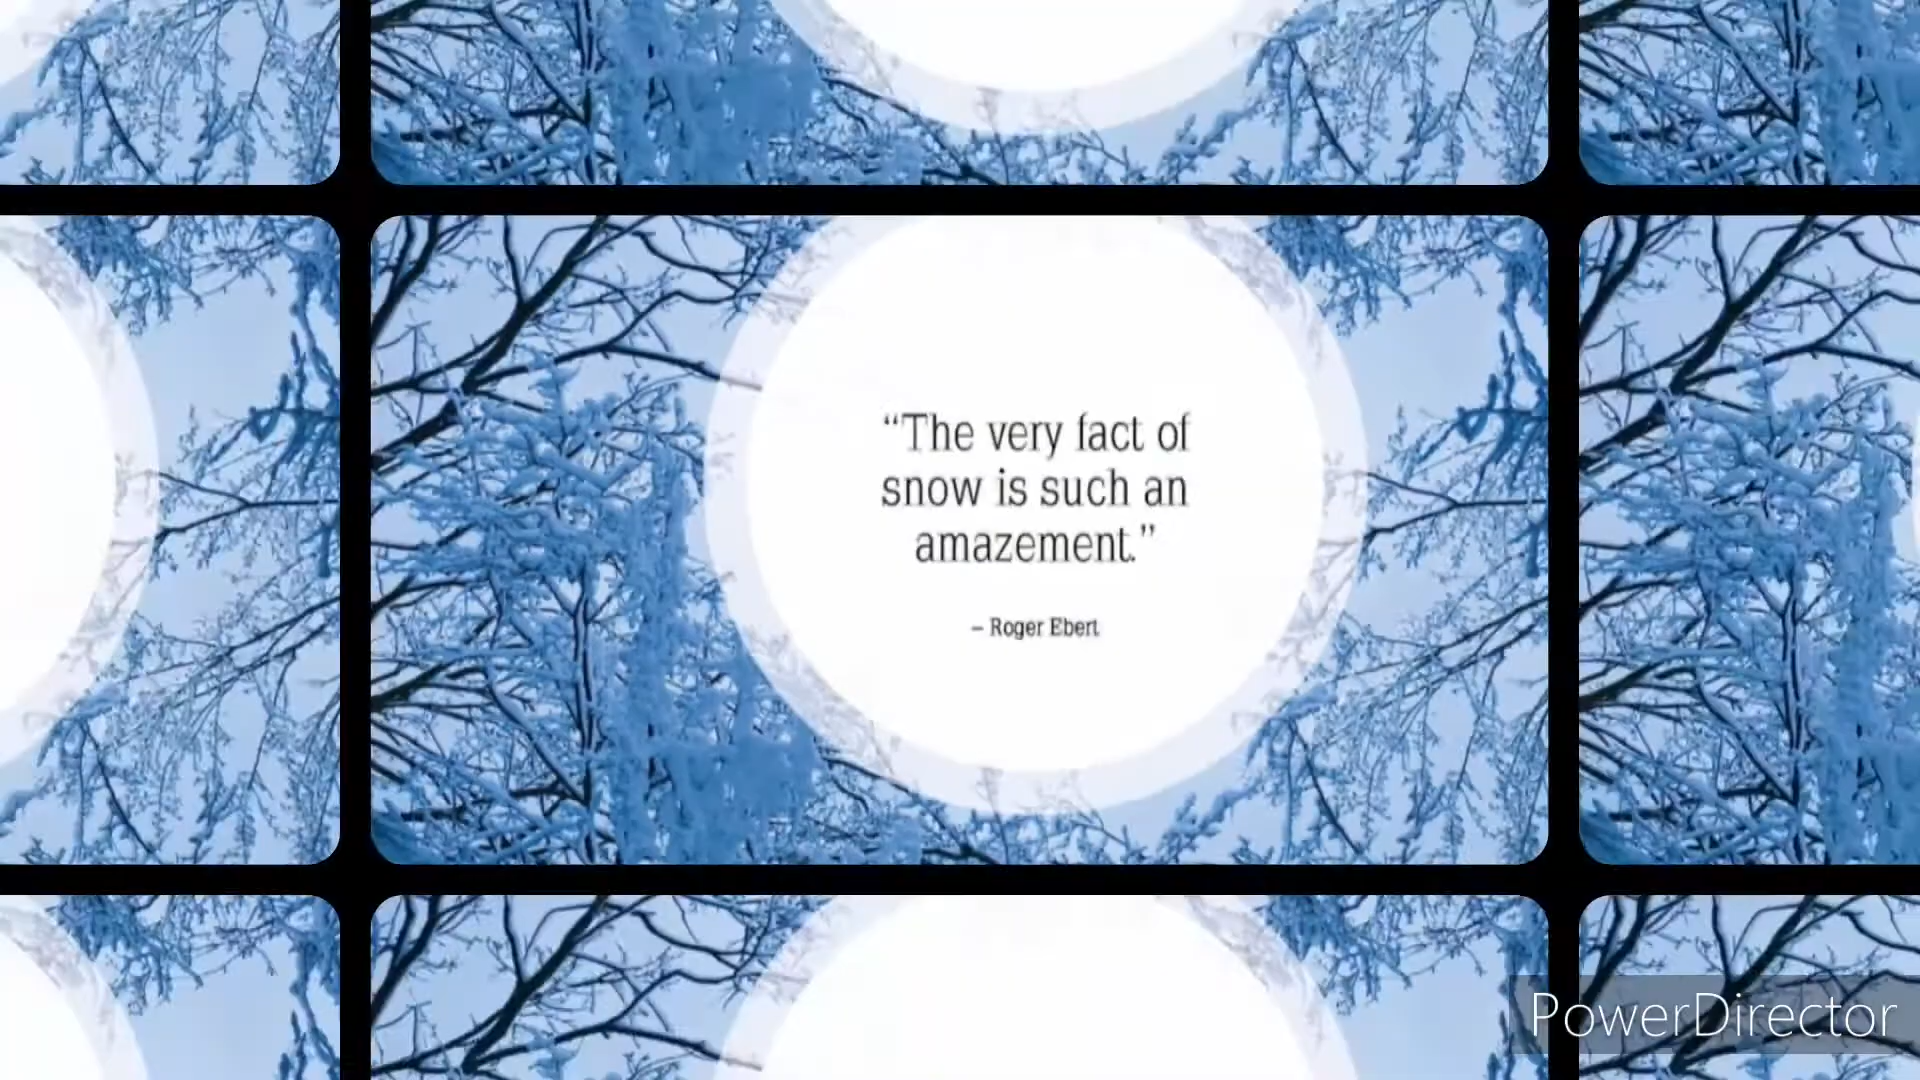 “The very fact of
snow is such an
amazement.”
– Roger Ebert
PowerDirector